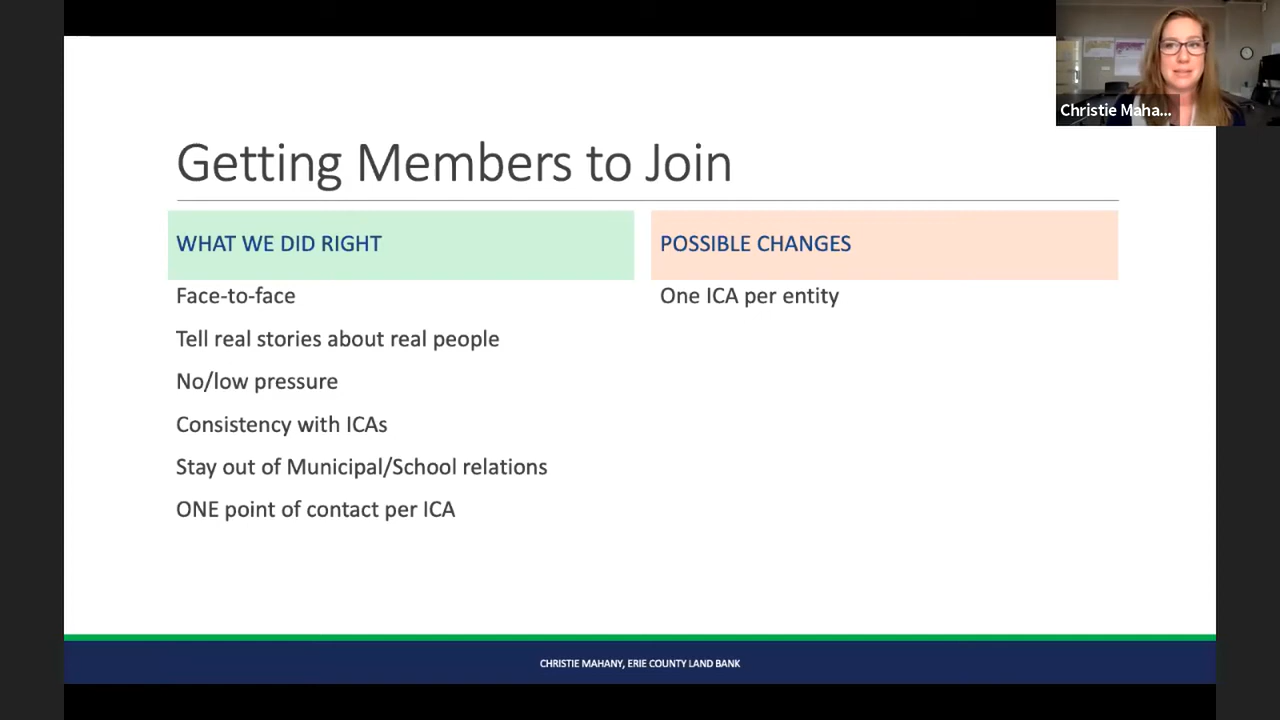 Christie Maha...
Getting Members to Join
WHAT WE DID RIGHT
Face-to-face
Tell real stories about real people
No/low pressure
Consistency with ICAs
Stay out of Municipal/School relations
ONE point of contact per ICA
POSSIBLE CHANGES
One ICA per entity
CHRISTIE MAHANY, ERIE COUNTY LAND BANK